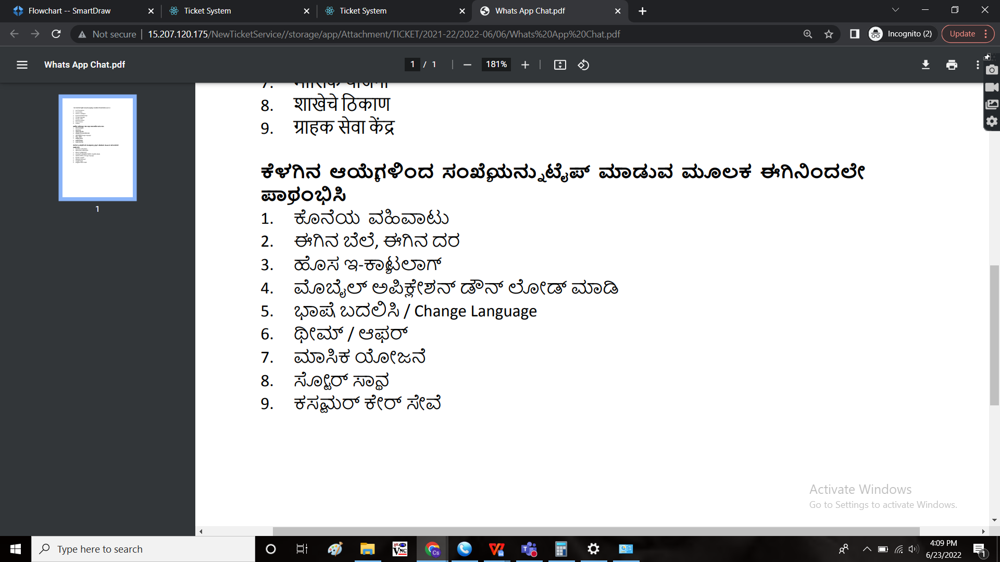 Flowchart -- SmartDraw
Ticket System
Ticket System
Whats App Chat.pdf
Not secure
15.207.120.175/NewTicketService//storage/app/Attachment/TICKET/2021-22/2022-06/06/Whats%20App%20Chat.pdf
Incognito (2)
Update
Whats App Chat.pdf
1 / 1
181%
1
7. मासिक योजना
8. शाखेचे ठिकाण
9. ग्राहक सेवा केंद्र
ಕೆಳಗಿನ ಆಯ್ಕೆಗಳಿಂದ ಸಂಖ್ಯೆಯನ್ನು ಟೈಪ್ ಮಾಡುವ ಮೂಲಕ ಈಗಿನಿಂದಲೇ
ಪ್ರಾರಂಭಿಸಿ
1. ಕೊನೆಯ ವಹಿವಾಟು
2. ಈಗಿನ ಬೆಲೆ, ಈಗಿನ ದರ
3. ಹೊಸ ಇ-ಕ್ಯಾಟಲಾಗ್
4. ಮೊಬೈಲ್ ಅಪ್ಲಿಕೇಶನ್ ಡೌನ್ ಲೋಡ್ ಮಾಡಿ
5. ಭಾಷೆ ಬದಲಿಸಿ / Change Language
6. ಥೀಮ್ / ಆಫರ್
7. ಮಾಸಿಕ ಯೋಜನೆ
8. ಸ್ಟೋರ್ ಸ್ಥಾನ
9. ಕಸ್ಟಮರ್ ಕೇರ್ ಸೇವೆ
Activate Windows
Go to Settings to activate Windows.
Type here to search
4:09 PM
6/23/2022
1